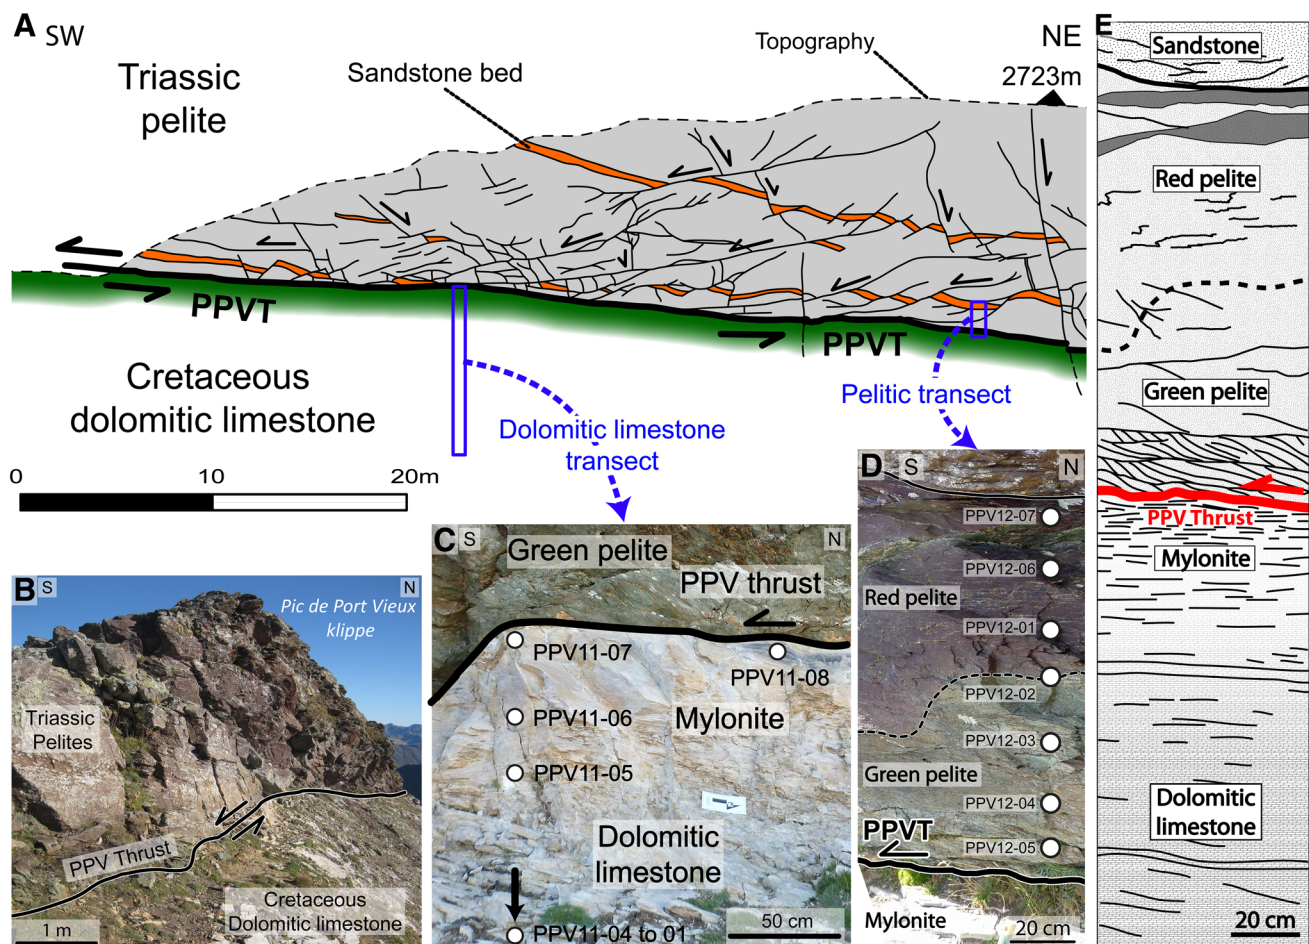 A SW
Triassic
pelite
Sandstone bed
Topography
NE
2723m
PPVT
PPVT
Cretaceous
dolomitic limestone
Dolomitic limestone
transect
Pelitic transect
0 10 20m
B S N
Pic de Port Vieux
klippe
Triassic
Pelites
PPV Thrust
Cretaceous
Dolomitic limestone
1 m
C S N
Green pelite
PPV thrust
PPV11-07
PPV11-08
PPV11-06
Mylonite
PPV11-05
Dolomitic
limestone
PPV11-04 to 01
50 cm
D S N
PPV12-07
PPV12-06
Red pelite
PPV12-01
PPV12-02
PPV12-03
Green pelite
PPV12-04
PPVT
PPV12-05
Mylonite
20 cm
E
Sandstone
Red pelite
Green pelite
PPV Thrust
Mylonite
Dolomitic
limestone
20 cm